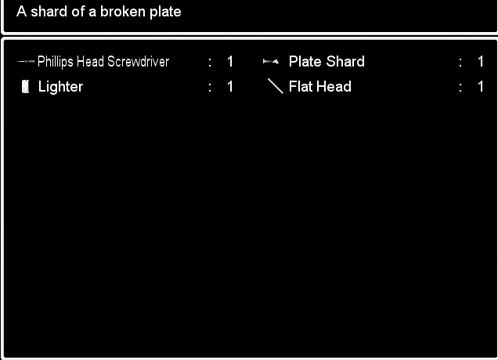 A shard of a broken plate
Phillips Head Screwdriver : 1 Plate Shard : 1
Lighter : 1 Flat Head : 1